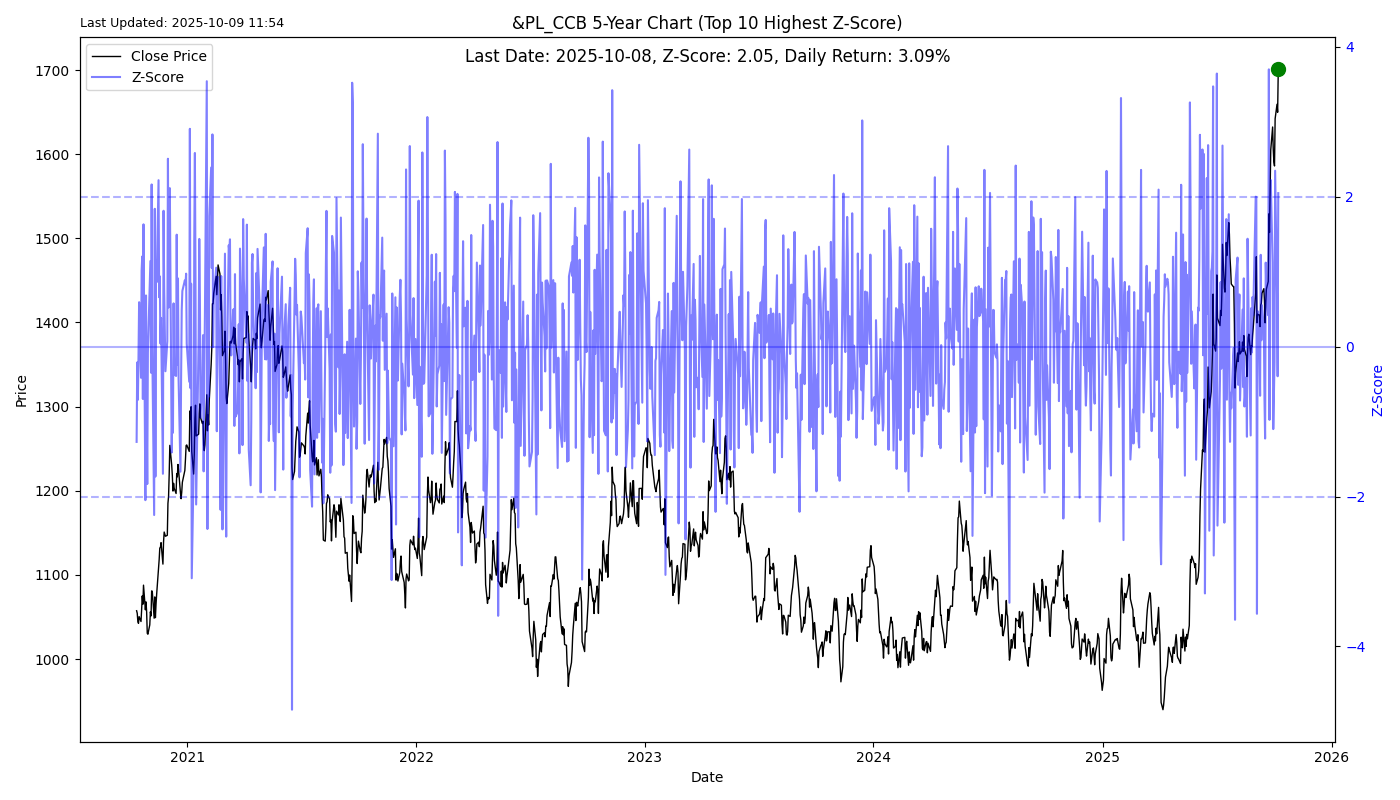 Last Updated: 2025-10-09 11:54
&PL_CCB 5-Year Chart (Top 10 Highest Z-Score)
Last Date: 2025-10-08, Z-Score: 2.05, Daily Return: 3.09%
Close Price
Z-Score
1700
1600
1500
1400
1300
1200
1100
1000
Price
4
2
0
−2
−4
Z-Score
2021 2022 2023 2024 2025 2026
Date